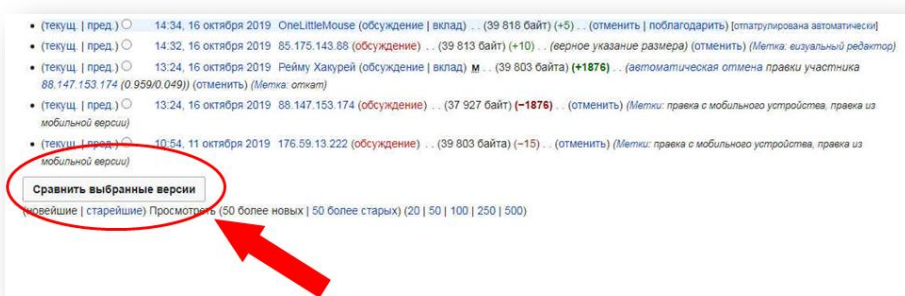 • (текущ. | пред.) 14:34, 16 октября 2019 OneLittleMouse (обсуждение | вклад) . . (39 818 байт) (+5) . . (отменить | поблагодарить) [отпатрулирована автоматически]
• (текущ. | пред.) 14:32, 16 октября 2019 85.175.143.88 (обсуждение) . . (39 813 байт) (+10) . . (верное указание размера) (отменить) (Метка: визуальный редактор)
• (текущ. | пред.) 13:24, 16 октября 2019 Рейму Хакурей (обсуждение | вклад) м . . (39 803 байта) (+1876) . . (автоматическая отмена правки участника
88.147.153.174 (0.959/0.049)) (отменить) (Метка: откат)
• (текущ. | пред.) 13:24, 16 октября 2019 88.147.153.174 (обсуждение) . . (37 927 байт) (−1876) . . (отменить) (Метки: правка с мобильного устройства, правка из
мобильной версии)
• (текущ. | пред.) 10:54, 11 октября 2019 176.59.13.222 (обсуждение) . . (39 803 байта) (−15) . . (отменить) (Метки: правка с мобильного устройства, правка из
мобильной версии)
Сравнить выбранные версии
(новейшие | старейшие) Просмотреть (50 более новых | 50 более старых) (20 | 50 | 100 | 250 | 500)